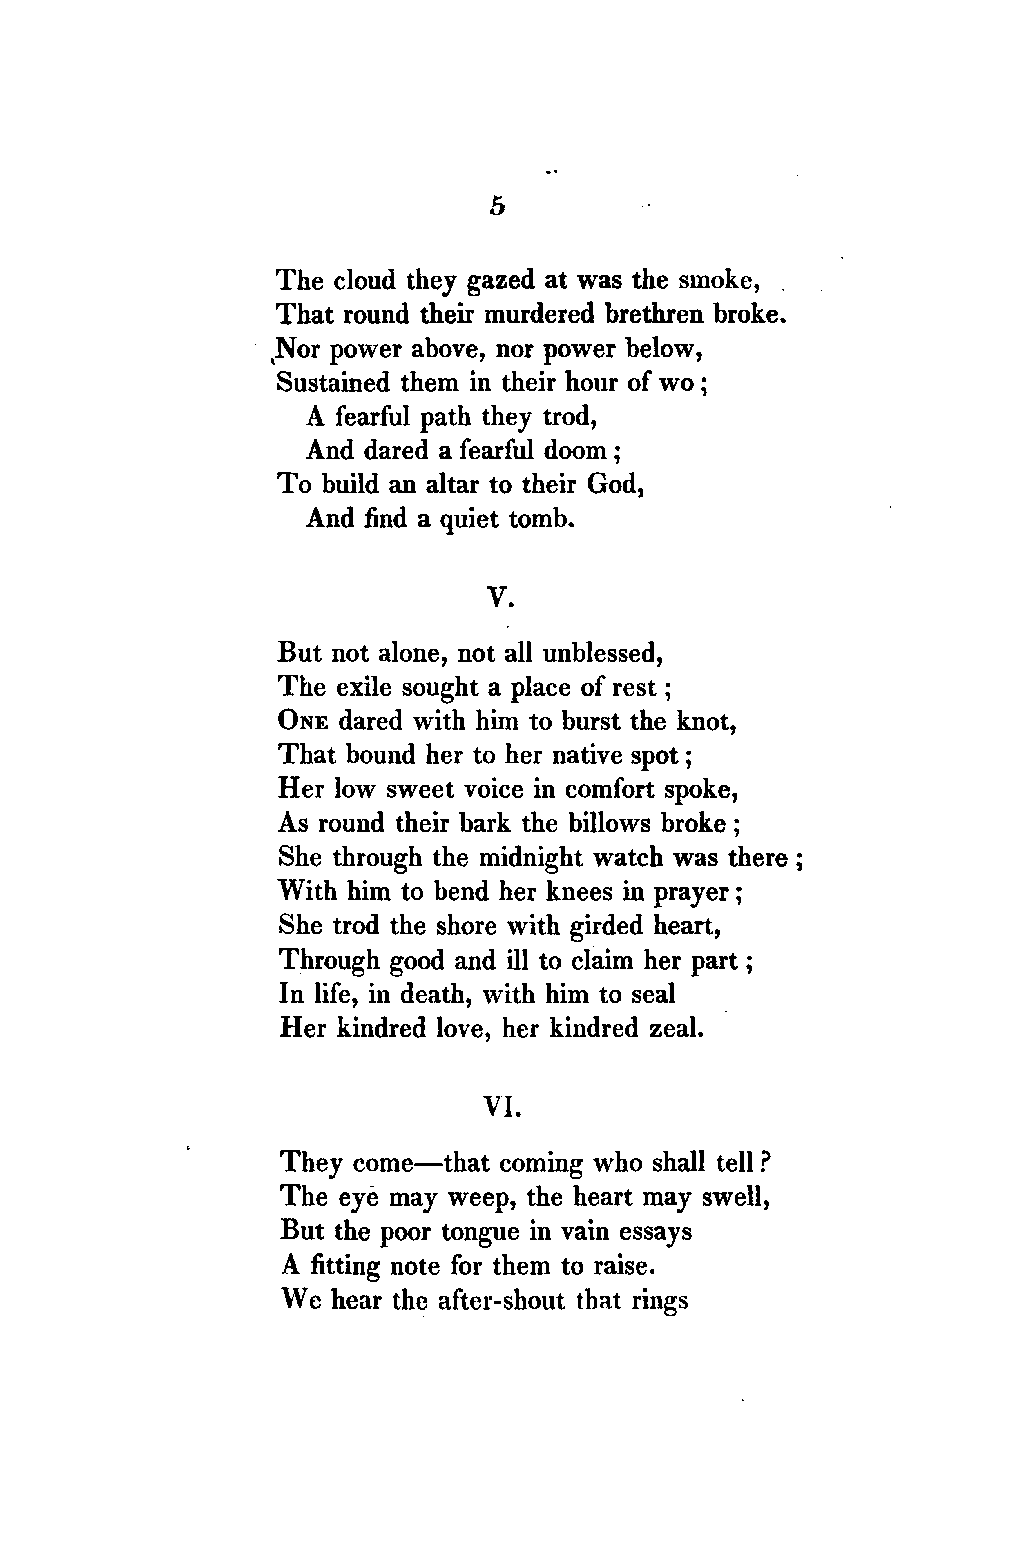 5
The cloud they gazed at was the smoke,
That round their murdered brethren broke.
Nor power above, nor power below,
Sustained them in their hour of wo;
A fearful path they trod,
And dared a fearful doom;
To build an altar to their God,
And find a quiet tomb.
V.
But not alone, not all unblessed,
The exile sought a place of rest;
ONE dared with him to burst the knot,
That bound her to her native spot;
Her low sweet voice in comfort spoke,
As round their bark the billows broke;
She through the midnight watch was there;
With him to bend her knees in prayer;
She trod the shore with girded heart,
Through good and ill to claim her part;
In life, in death, with him to seal
Her kindred love, her kindred zeal.
VI.
They come—that coming who shall tell?
The eye may weep, the heart may swell,
But the poor tongue in vain essays
A fitting note for them to raise.
We hear the after-shout that rings